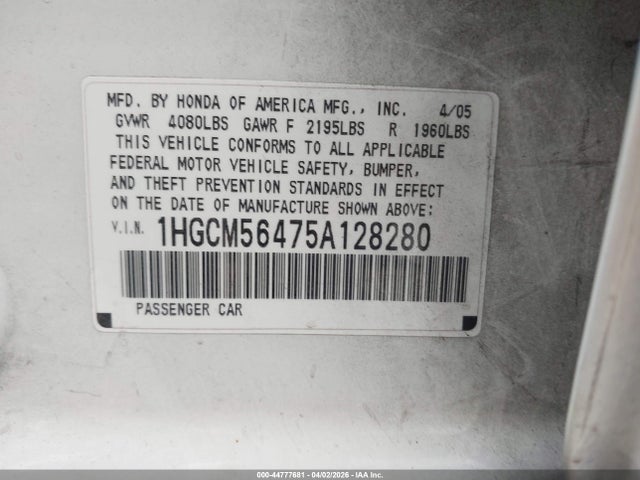 MFD. BY HONDA OF AMERICA MFG., INC. 4/05
GVWR 4080LBS GAWR F 2195LBS R 1960LBS
THIS VEHICLE CONFORMS TO ALL APPLICABLE
FEDERAL MOTOR VEHICLE SAFETY, BUMPER,
AND THEFT PREVENTION STANDARDS IN EFFECT
ON THE DATE OF MANUFACTURE SHOWN ABOVE:
V.I.N. 1HGCM56475A128280
PASSENGER CAR
000-44777681 - 04/02/2026 - IAA Inc.